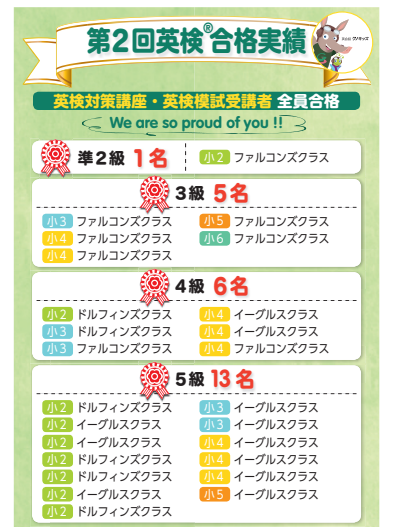 第2回英検®合格実績
英検対策講座・英検模試受講者 全員合格
We are so proud of you !!
準2級 1名
小2 ファルコンズクラス
3級 5名
小3 ファルコンズクラス
小4 ファルコンズクラス
小4 ファルコンズクラス
小5 ファルコンズクラス
小6 ファルコンズクラス
4級 6名
小2 ドルフィンズクラス
小3 ドルフィンズクラス
小3 ファルコンズクラス
小4 イーグルスクラス
小4 イーグルスクラス
小4 ファルコンズクラス
5級 13名
小2 ドルフィンズクラス
小2 イーグルスクラス
小2 イーグルスクラス
小2 ドルフィンズクラス
小2 ドルフィンズクラス
小2 イーグルスクラス
小2 ドルフィンズクラス
小3 イーグルスクラス
小3 イーグルスクラス
小4 イーグルスクラス
小4 イーグルスクラス
小4 イーグルスクラス
小5 イーグルスクラス